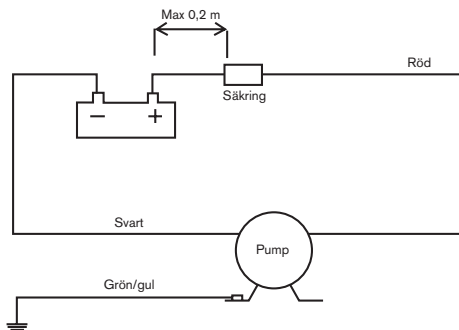 Max 0,2 m
Röd
Säkring
− +
Svart
Pump
Grön/gul